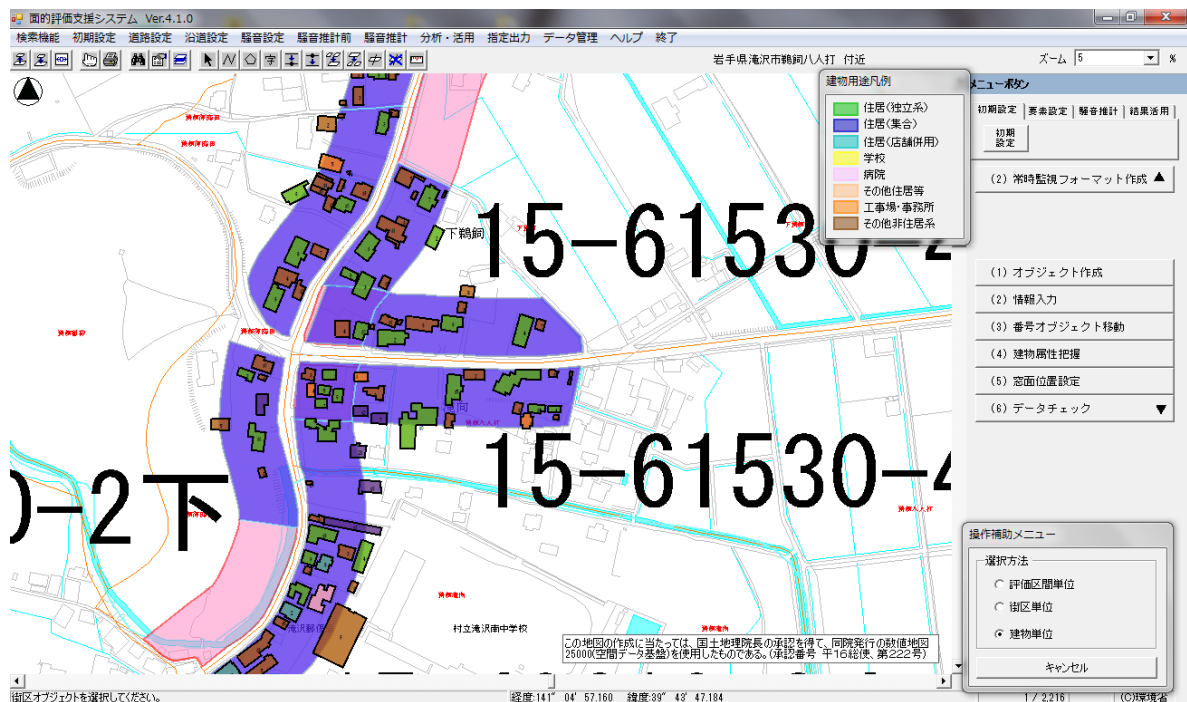 面的評価支援システム Ver.4.1.0
検索機能 初期設定 道路設定 沿道設定 騒音設定 騒音推計前 騒音推計 分析・活用 指定出力 データ管理 ヘルプ 終了
岩手県滝沢市鵜飼八人打 付近
ズーム 5 %
建物用途凡例
住居(独立系)
住居(集合)
住居(店舗併用)
学校
病院
その他住居等
工事場・事務所
その他非住居系
メニューボタン
初期設定 要素設定 騒音推計 結果活用
初期
設定
(2) 常時監視フォーマット作成 ▲
(1) オブジェクト作成
(2) 情報入力
(3) 番号オブジェクト移動
(4) 建物属性把握
(5) 窓面位置設定
(6) データチェック ▼
下鵜飼
15-61530-4
15-61530-4
0-2下
村立滝沢南中学校
この地図の作成に当たっては、国土地理院長の承認を得て、同院発行の数値地図
25000(空間データ基盤)を使用したものである。(承認番号 平16総使、第222号)
操作補助メニュー
選択方法
評価区間単位
街区単位
建物単位
キャンセル
街区オブジェクトを選択してください。
経度:141° 04' 57.160 緯度:39° 43' 47.184
1 / 2,216
(C)環境省